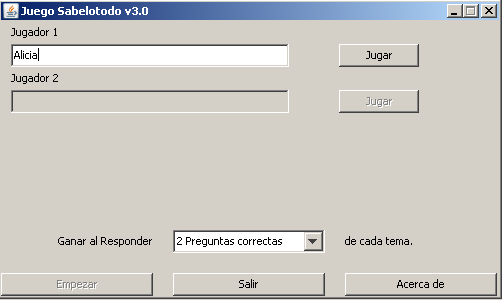 Juego Sabelotodo v3.0
Jugador 1
Alicia
Jugar
Jugador 2
Jugar
Ganar al Responder 2 Preguntas correctas de cada tema.
Empezar Salir Acerca de